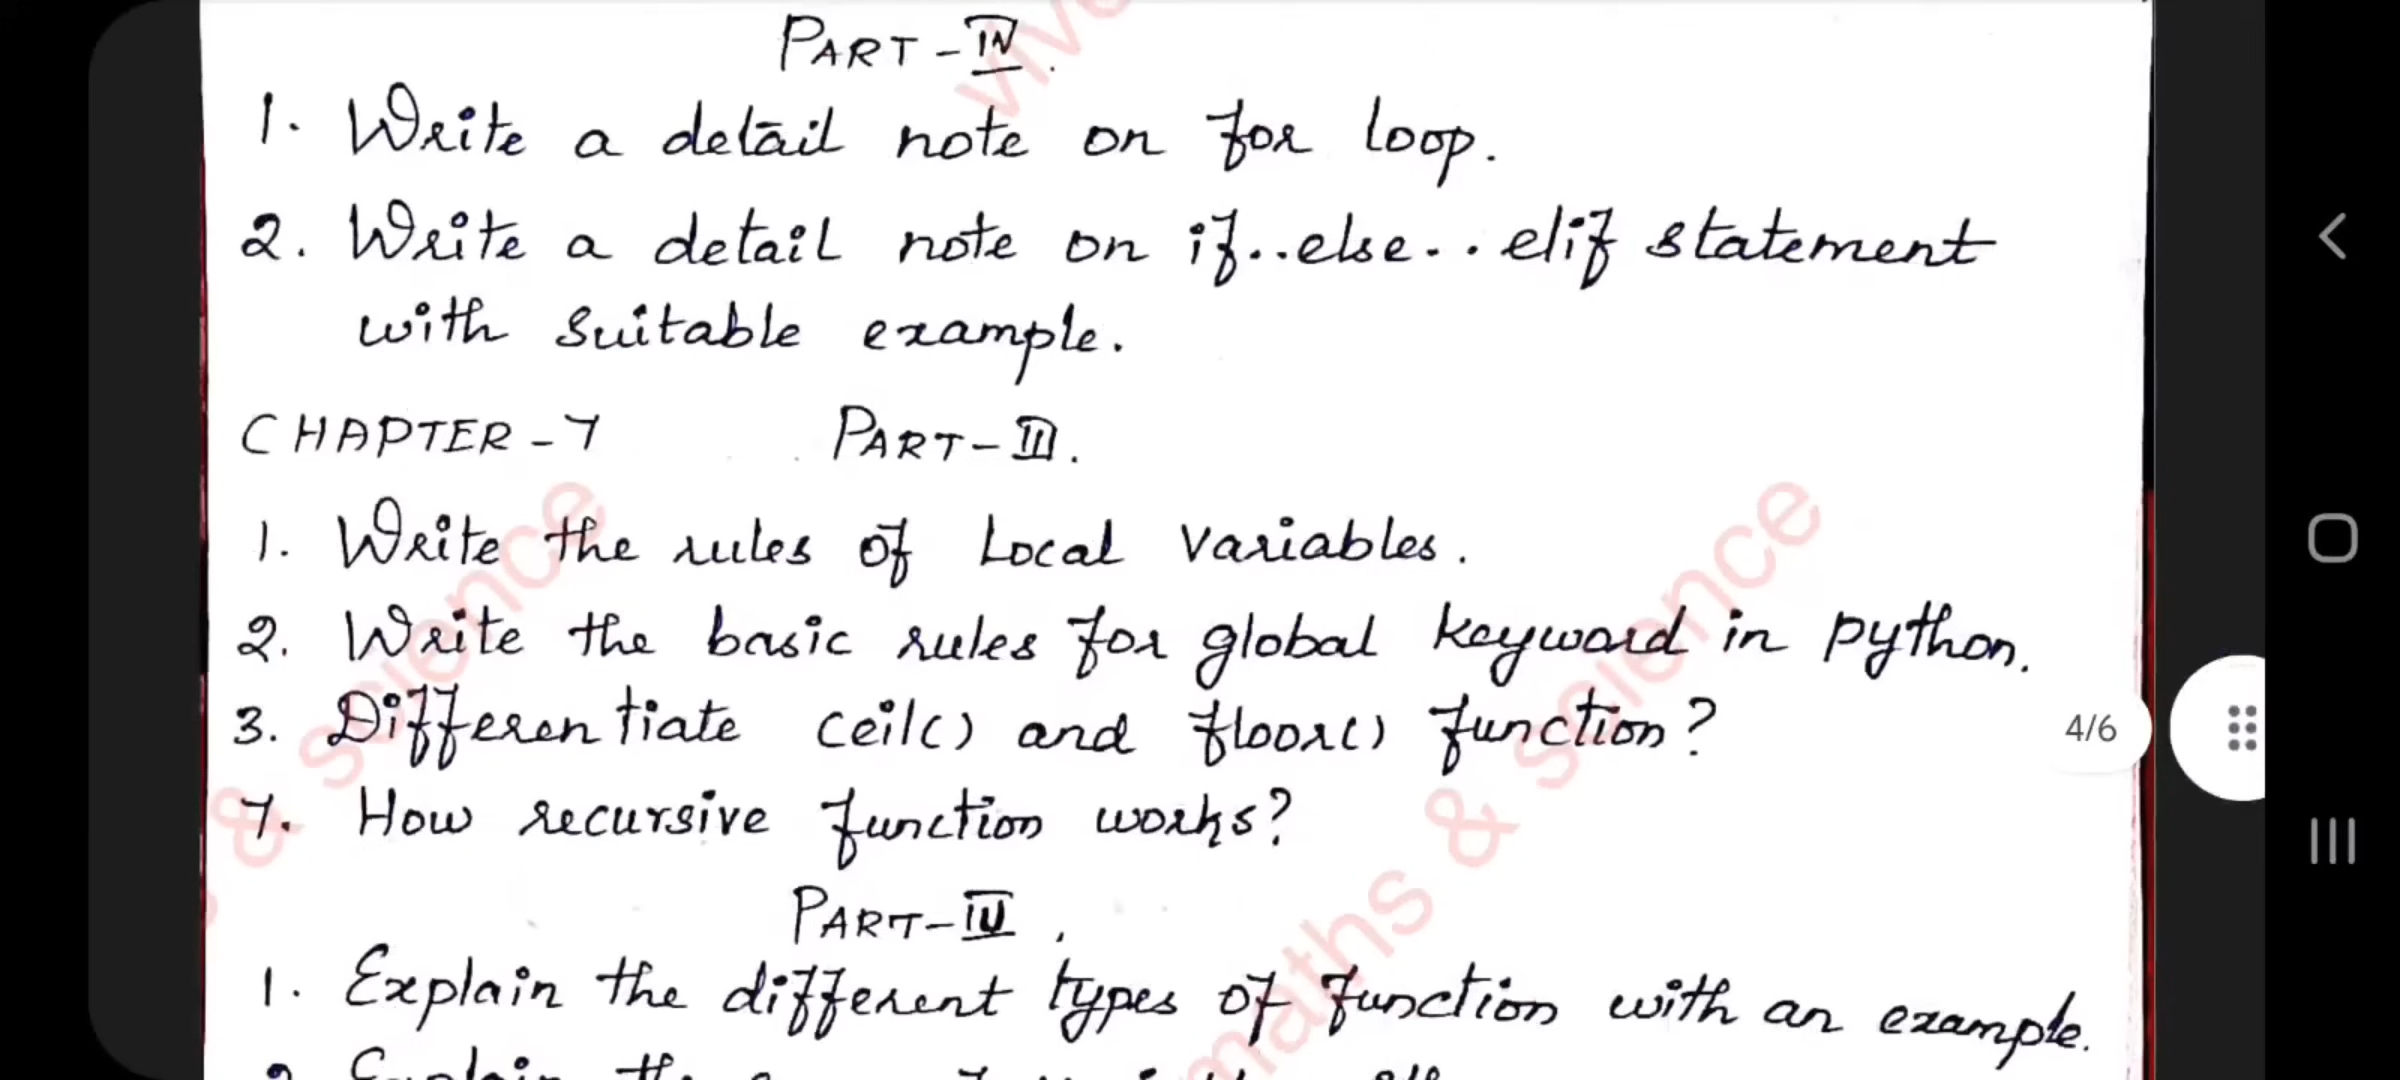 PART-IV.
1. Write a detail note on for loop.
2. Write a detail note on if..else.. elif statement
with suitable example.
CHAPTER-7 PART-III.
1. Write the rules of Local variables.
2. Write the basic rules for global keyword in python.
3. Differentiate ceil() and floor() function?
7. How recursive function works?
PART-IV.
1. Explain the different types of function with an example.
4/6
maths & science
& science